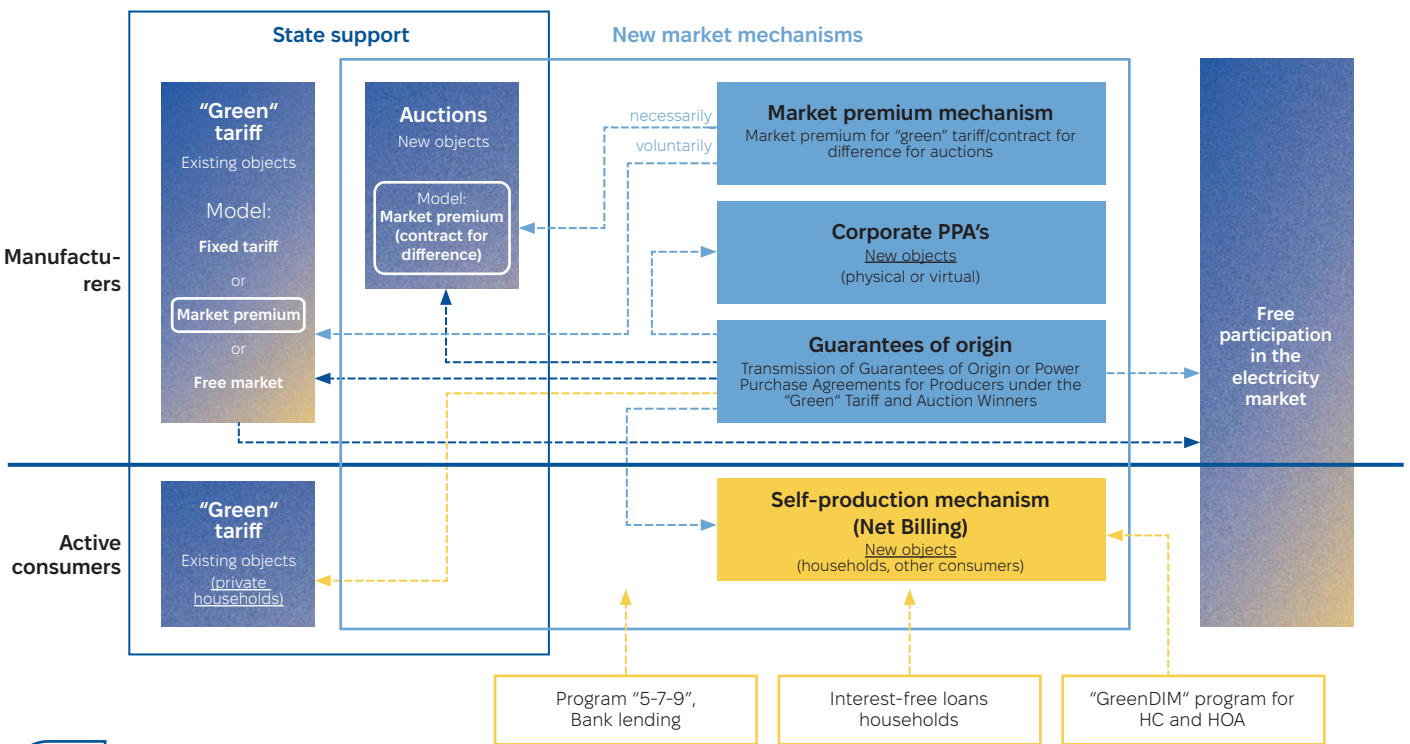 State support
New market mechanisms
“Green“
tariff
Existing objects
Model:
Fixed tariff
or
Market premium
or
Free market
Auctions
New objects
Model:
Market premium
(contract for
difference)
necessarily
voluntarily
Market premium mechanism
Market premium for “green” tariff/contract for
difference for auctions
Corporate PPA’s
New objects
(physical or virtual)
Guarantees of origin
Transmission of Guarantees of Origin or Power
Purchase Agreements for Producers under the
“Green“ Tariff and Auction Winners
Free
participation
in the
electricity
market
Manufactu-
rers
Active
consumers
“Green“
tariff
Existing objects
(private
households)
Self-production mechanism
(Net Billing)
New objects
(households, other consumers)
Program “5-7-9”,
Bank lending
Interest-free loans
households
“GreenDIM“ program for
HC and HOA